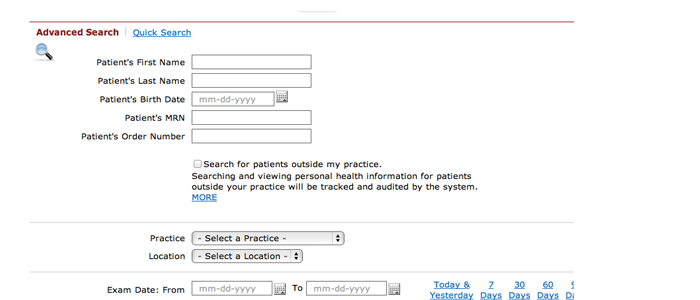 Advanced Search | Quick Search
Patient's First Name
Patient's Last Name
Patient's Birth Date mm-dd-yyyy
Patient's MRN
Patient's Order Number
Search for patients outside my practice.
Searching and viewing personal health information for patients
outside your practice will be tracked and audited by the system.
MORE
Practice - Select a Practice -
Location - Select a Location -
Exam Date: From mm-dd-yyyy To mm-dd-yyyy
Today & 7 30 60
Yesterday Days Days Days